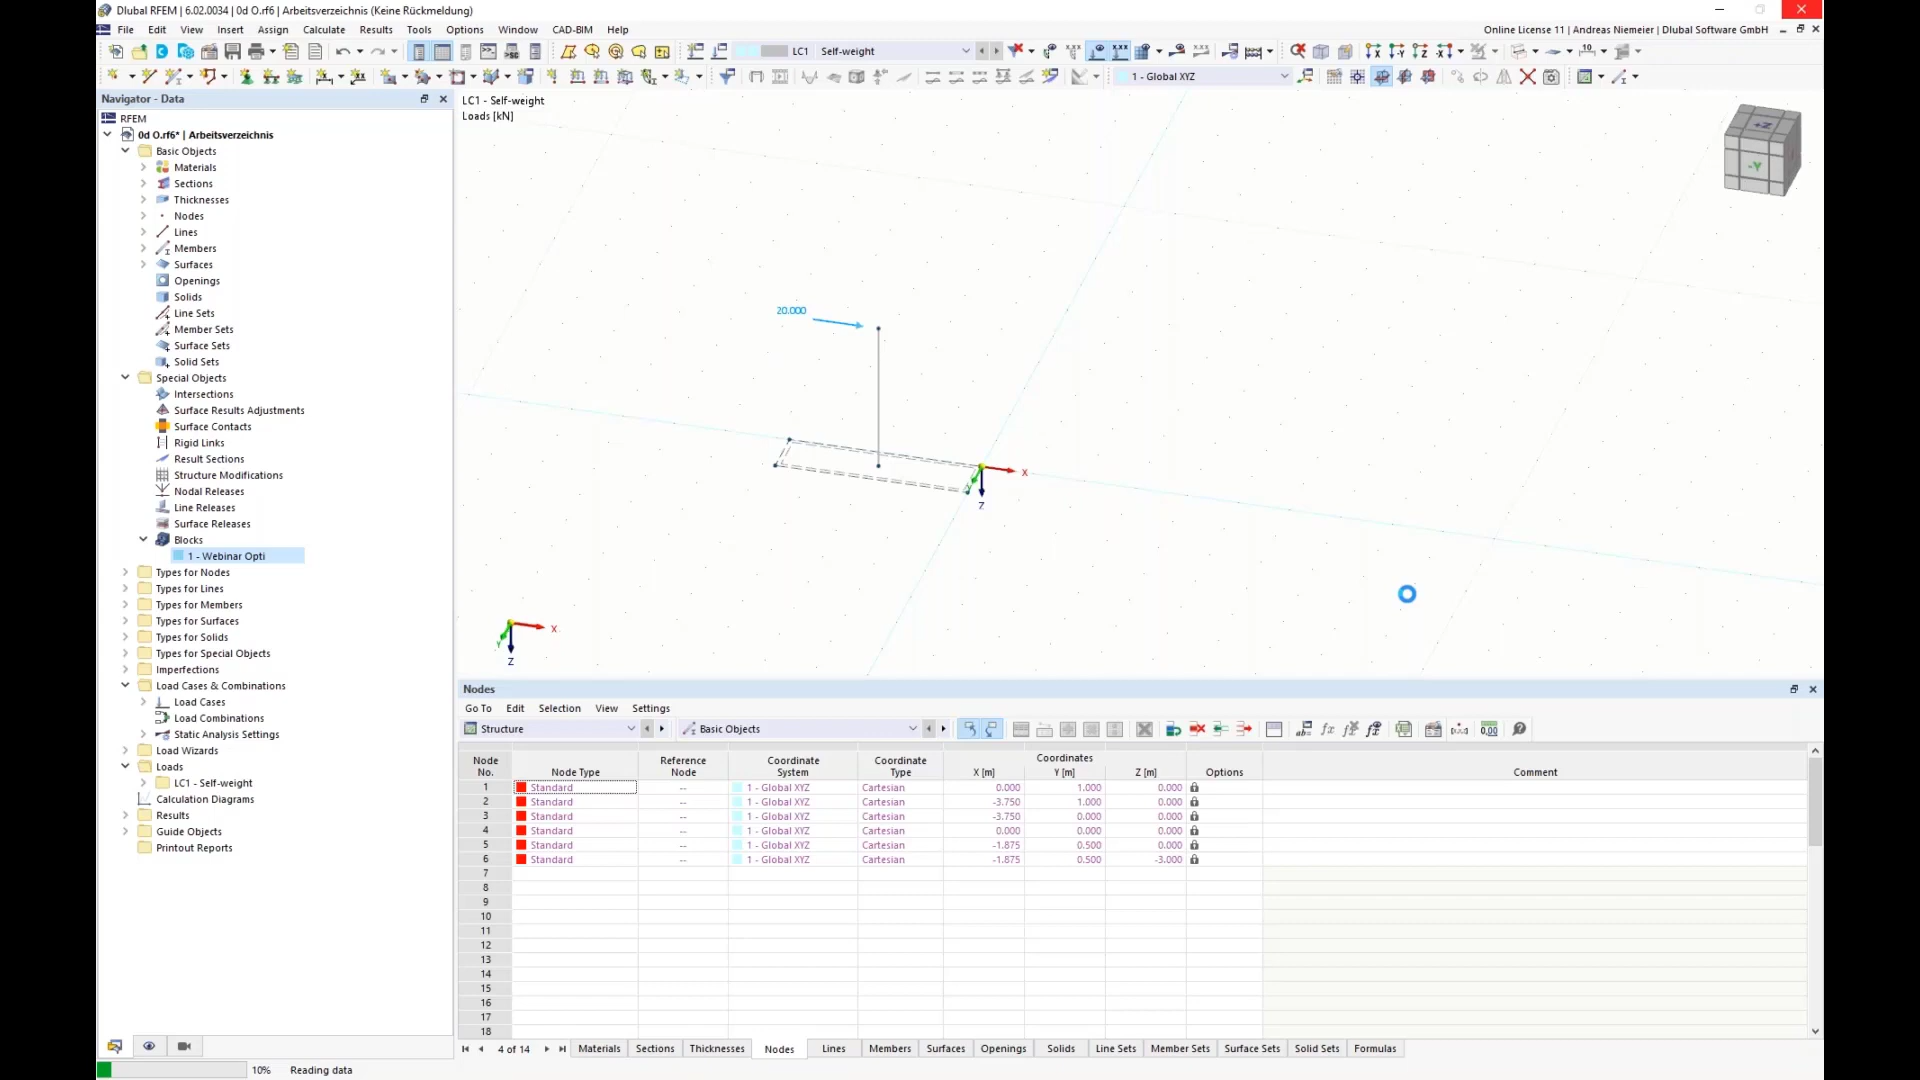 Dlubal RFEM | 6.02.0034 | 0d O.rf6 | Arbeitsverzeichnis (Keine Rückmeldung)
File Edit View Insert Assign Calculate Results Tools Options Window CAD-BIM Help
Online License 11 | Andreas Niemeier | Dlubal Software GmbH
LC1 Self-weight
1 - Global XYZ
Navigator - Data
RFEM
0d O.rf6* | Arbeitsverzeichnis
Basic Objects
Materials
Sections
Thicknesses
Nodes
Lines
Members
Surfaces
Openings
Solids
Line Sets
Member Sets
Surface Sets
Solid Sets
Special Objects
Intersections
Surface Results Adjustments
Surface Contacts
Rigid Links
Result Sections
Structure Modifications
Nodal Releases
Line Releases
Surface Releases
Blocks
1 - Webinar Opti
Types for Nodes
Types for Lines
Types for Members
Types for Surfaces
Types for Solids
Types for Special Objects
Imperfections
Load Cases & Combinations
Load Cases
Load Combinations
Static Analysis Settings
Load Wizards
Loads
LC1 - Self-weight
Calculation Diagrams
Results
Guide Objects
Printout Reports
LC1 - Self-weight
Loads [kN]
20.000
X
Z
X
Y
Z
+Z
-Y
Nodes
Go To Edit Selection View Settings
Structure Basic Objects
Node No. Node Type Reference Node Coordinate System Coordinate Type Coordinates X [m] Y [m] Z [m] Options Comment
1 Standard -- 1 - Global XYZ Cartesian 0.000 1.000 0.000
2 Standard -- 1 - Global XYZ Cartesian -3.750 1.000 0.000
3 Standard -- 1 - Global XYZ Cartesian -3.750 0.000 0.000
4 Standard -- 1 - Global XYZ Cartesian 0.000 0.000 0.000
5 Standard -- 1 - Global XYZ Cartesian -1.875 0.500 0.000
6 Standard -- 1 - Global XYZ Cartesian -1.875 0.500 -3.000
7
8
9
10
11
12
13
14
15
16
17
18
4 of 14 Materials Sections Thicknesses Nodes Lines Members Surfaces Openings Solids Line Sets Member Sets Surface Sets Solid Sets Formulas
10% Reading data